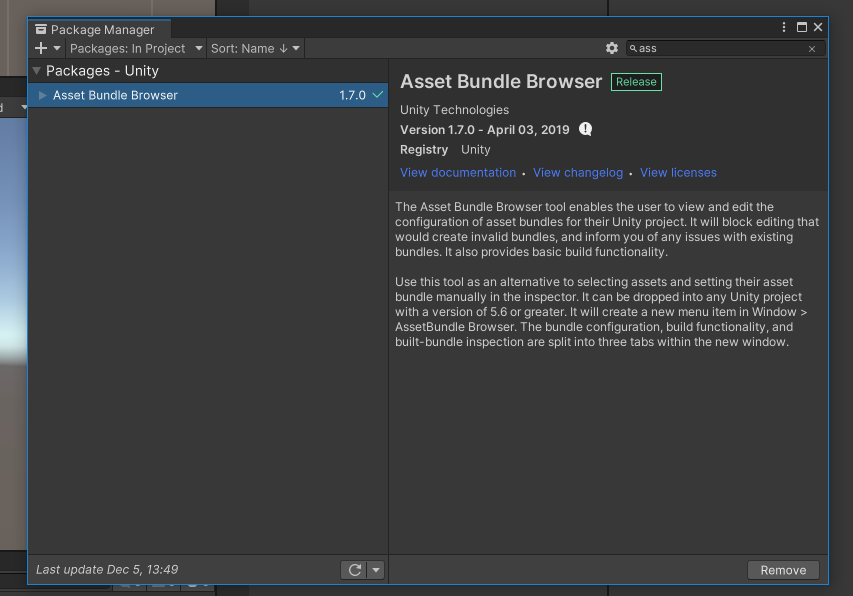 Package Manager
Packages: In Project
Sort: Name ↓
ass
Packages - Unity
Asset Bundle Browser 1.7.0
Asset Bundle Browser Release
Unity Technologies
Version 1.7.0 - April 03, 2019
Registry Unity
View documentation • View changelog • View licenses
The Asset Bundle Browser tool enables the user to view and edit the
configuration of asset bundles for their Unity project. It will block editing that
would create invalid bundles, and inform you of any issues with existing
bundles. It also provides basic build functionality.
Use this tool as an alternative to selecting assets and setting their asset
bundle manually in the inspector. It can be dropped into any Unity project
with a version of 5.6 or greater. It will create a new menu item in Window >
AssetBundle Browser. The bundle configuration, build functionality, and
built-bundle inspection are split into three tabs within the new window.
Last update Dec 5, 13:49
Remove